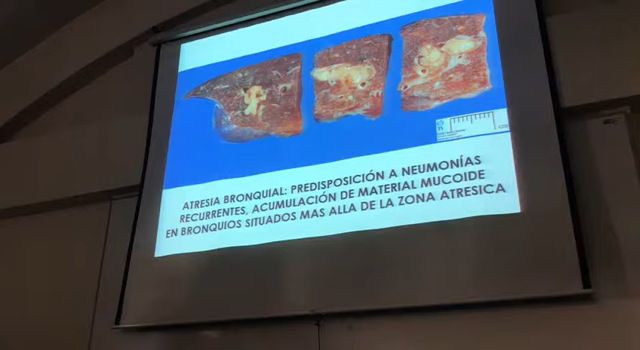 ATRESIA BRONQUIAL: PREDISPOSICIÓN A NEUMONÍAS
RECURRENTES, ACUMULACIÓN DE MATERIAL MUCOIDE
EN BRONQUIOS SITUADOS MAS ALLA DE LA ZONA ATRESICA